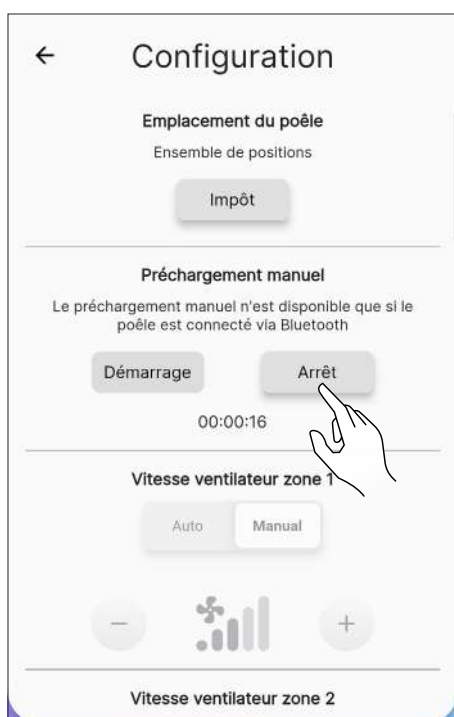 Configuration
Emplacement du poêle
Ensemble de positions
Impôt
Préchargement manuel
Le préchargement manuel n'est disponible que si le
poêle est connecté via Bluetooth
Démarrage Arrêt
00:00:16
Vitesse ventilateur zone 1
Auto Manual
Vitesse ventilateur zone 2